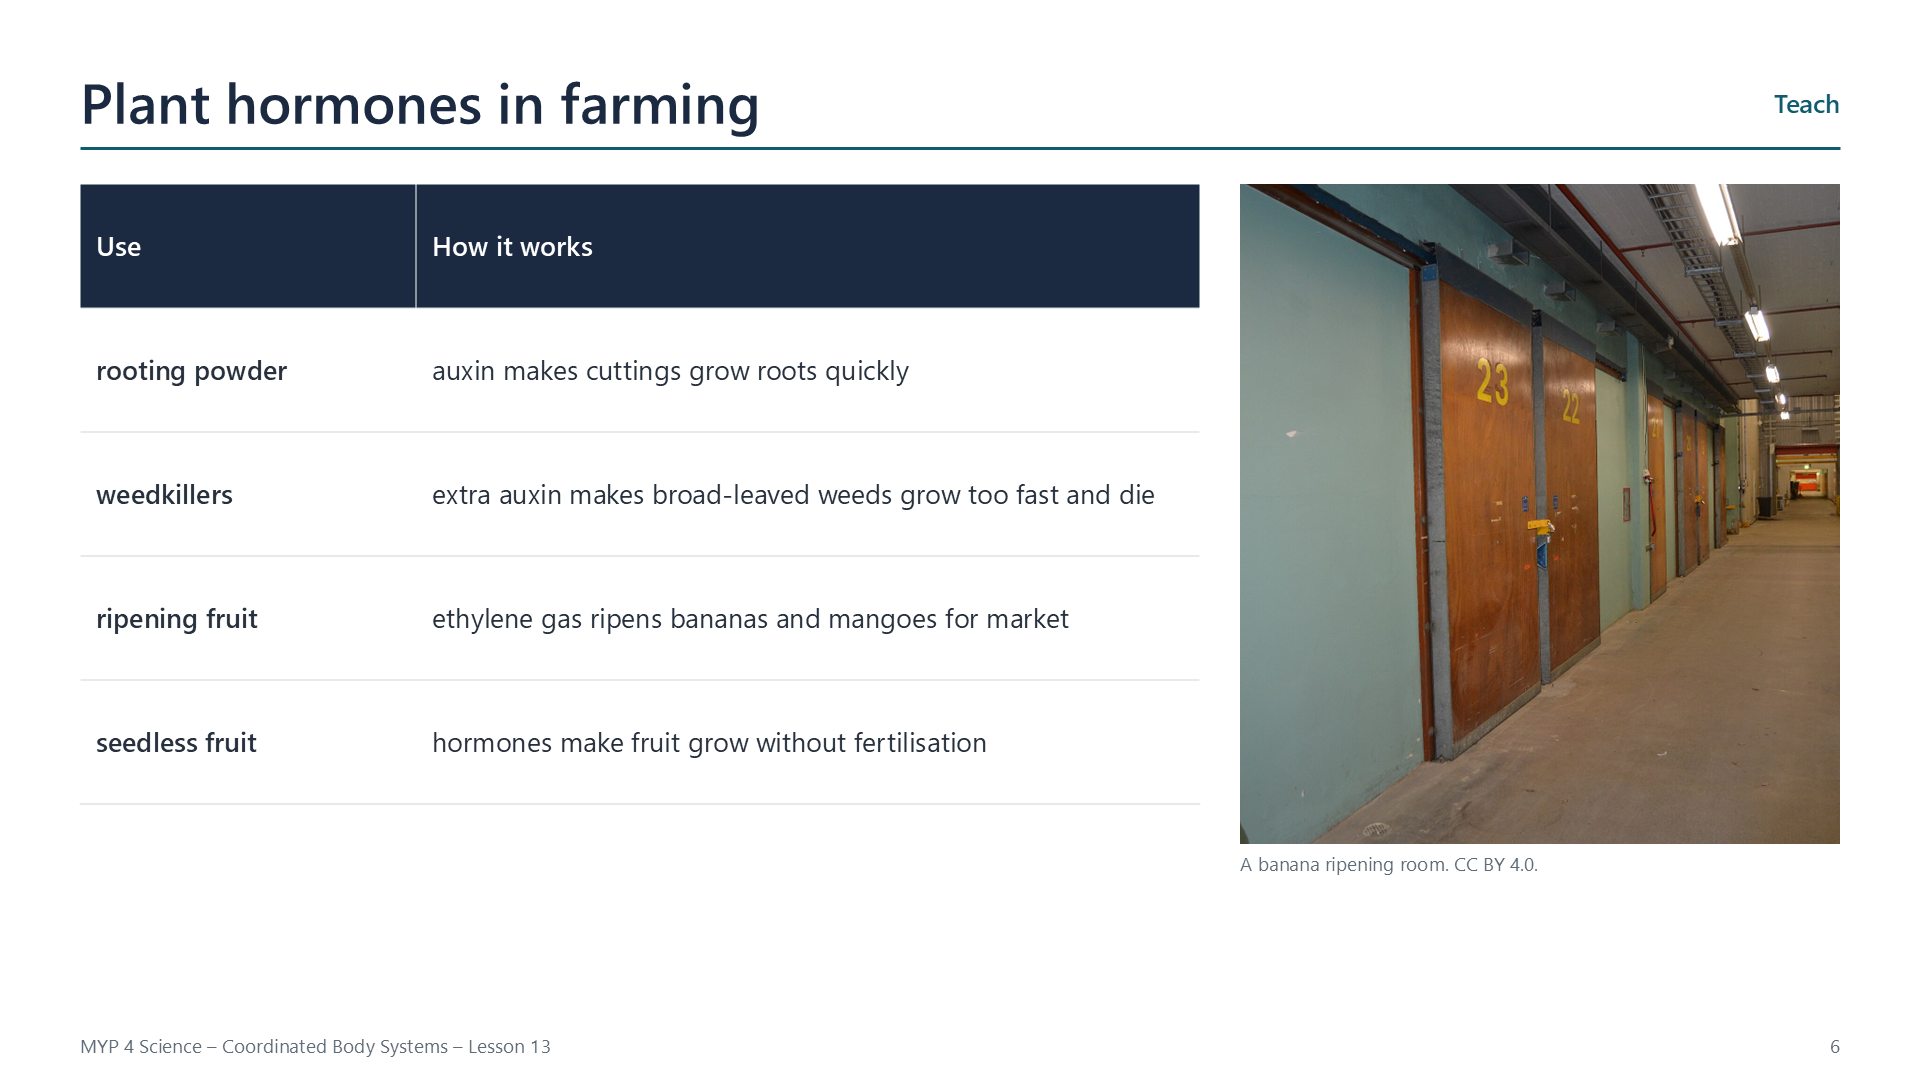 Plant hormones in farming
Teach
Use
How it works
rooting powder
auxin makes cuttings grow roots quickly
weedkillers
extra auxin makes broad-leaved weeds grow too fast and die
ripening fruit
ethylene gas ripens bananas and mangoes for market
seedless fruit
hormones make fruit grow without fertilisation
23
22
A banana ripening room. CC BY 4.0.
MYP 4 Science – Coordinated Body Systems – Lesson 13
6